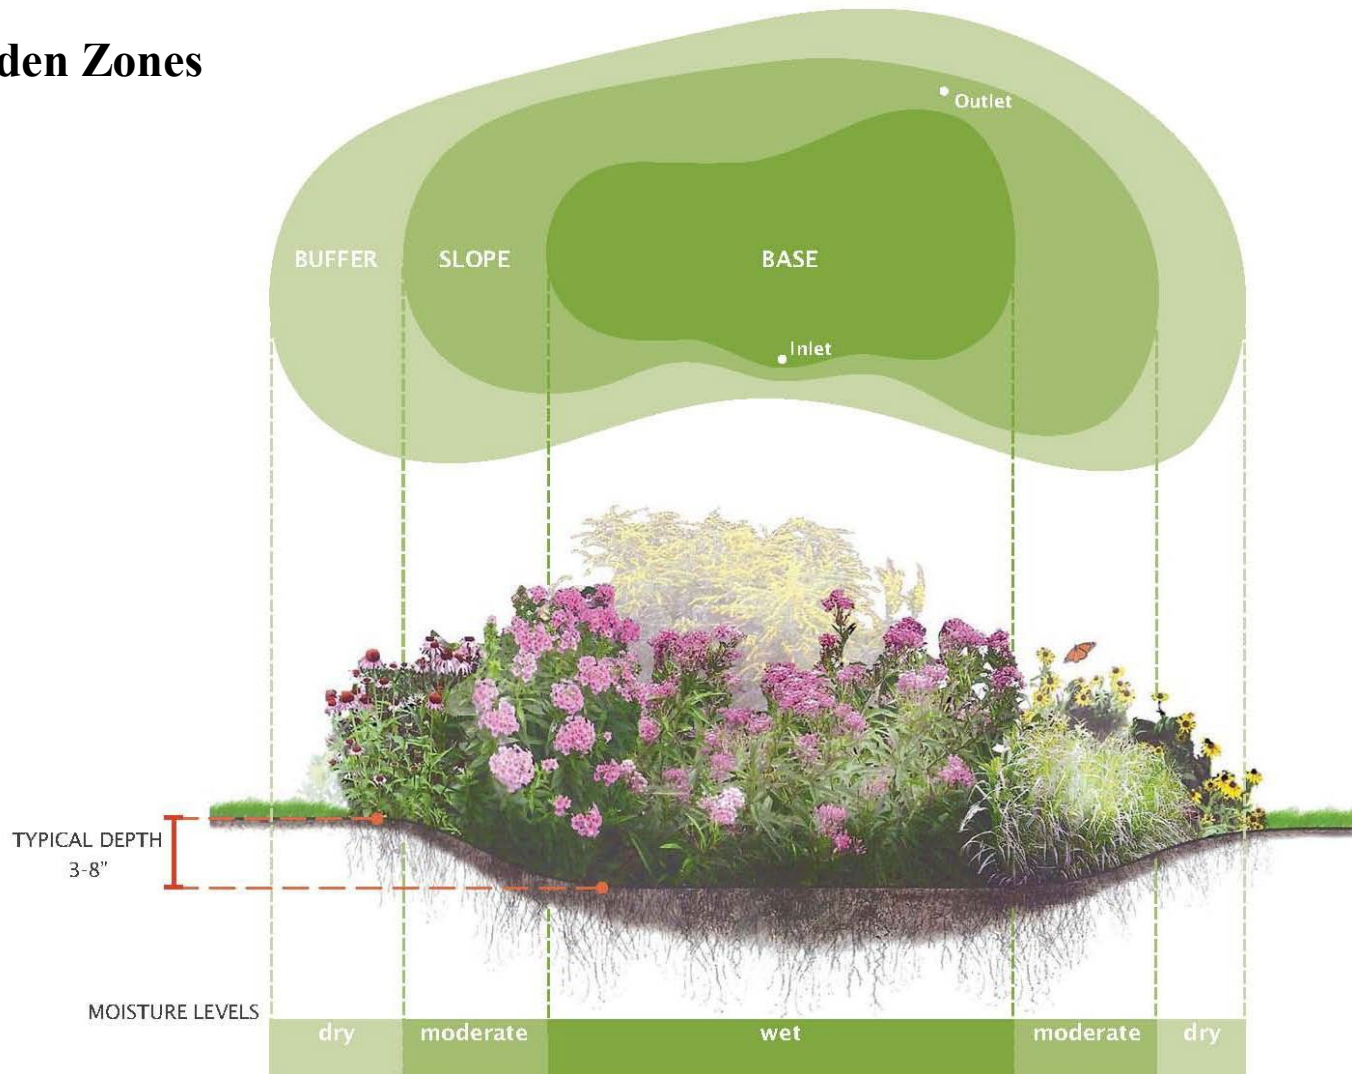 den Zones
Outlet
BUFFER SLOPE BASE
Inlet
TYPICAL DEPTH
3-8"
MOISTURE LEVELS
dry moderate wet moderate dry